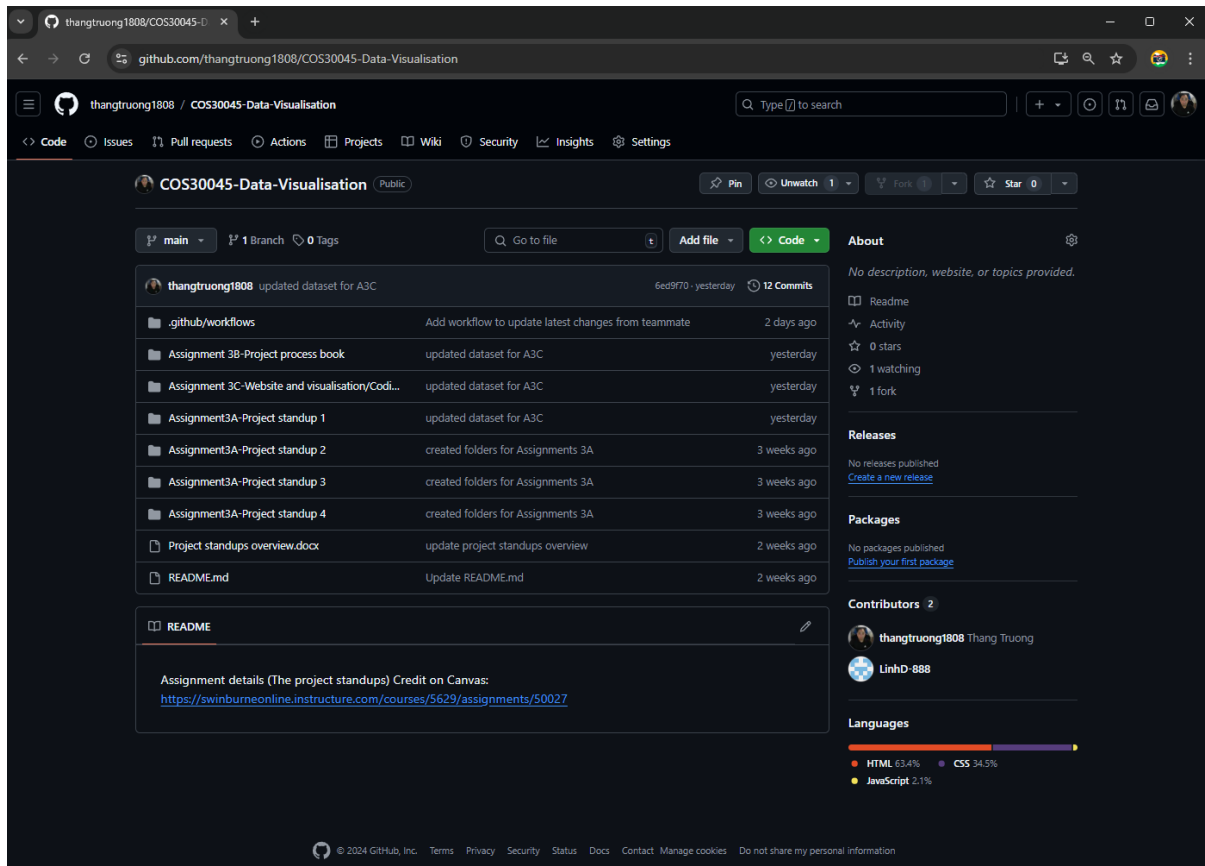 thangtruong1808/COS30045-D
github.com/thangtruong1808/COS30045-Data-Visualisation
thangtruong1808 / COS30045-Data-Visualisation
Type / to search
Code Issues Pull requests Actions Projects Wiki Security Insights Settings
COS30045-Data-Visualisation Public
Pin Unwatch 1 Fork 1 Star 0
main 1 Branch 0 Tags Go to file t Add file Code
thangtruong1808 updated dataset for A3C 6ed9f70 · yesterday 12 Commits
.github/workflows Add workflow to update latest changes from teammate 2 days ago
Assignment 3B-Project process book updated dataset for A3C yesterday
Assignment 3C-Website and visualisation/Codi... updated dataset for A3C yesterday
Assignment3A-Project standup 1 updated dataset for A3C yesterday
Assignment3A-Project standup 2 created folders for Assignments 3A 3 weeks ago
Assignment3A-Project standup 3 created folders for Assignments 3A 3 weeks ago
Assignment3A-Project standup 4 created folders for Assignments 3A 3 weeks ago
Project standups overview.docx update project standups overview 2 weeks ago
README.md Update README.md 2 weeks ago
README
Assignment details (The project standups) Credit on Canvas:
https://swinburneonline.instructure.com/courses/5629/assignments/50027
About
No description, website, or topics provided.
Readme
Activity
0 stars
1 watching
1 fork
Releases
No releases published
Create a new release
Packages
No packages published
Publish your first package
Contributors 2
thangtruong1808 Thang Truong
LinhD-888
Languages
HTML 63.4% CSS 34.5%
JavaScript 2.1%
© 2024 GitHub, Inc. Terms Privacy Security Status Docs Contact Manage cookies Do not share my personal information